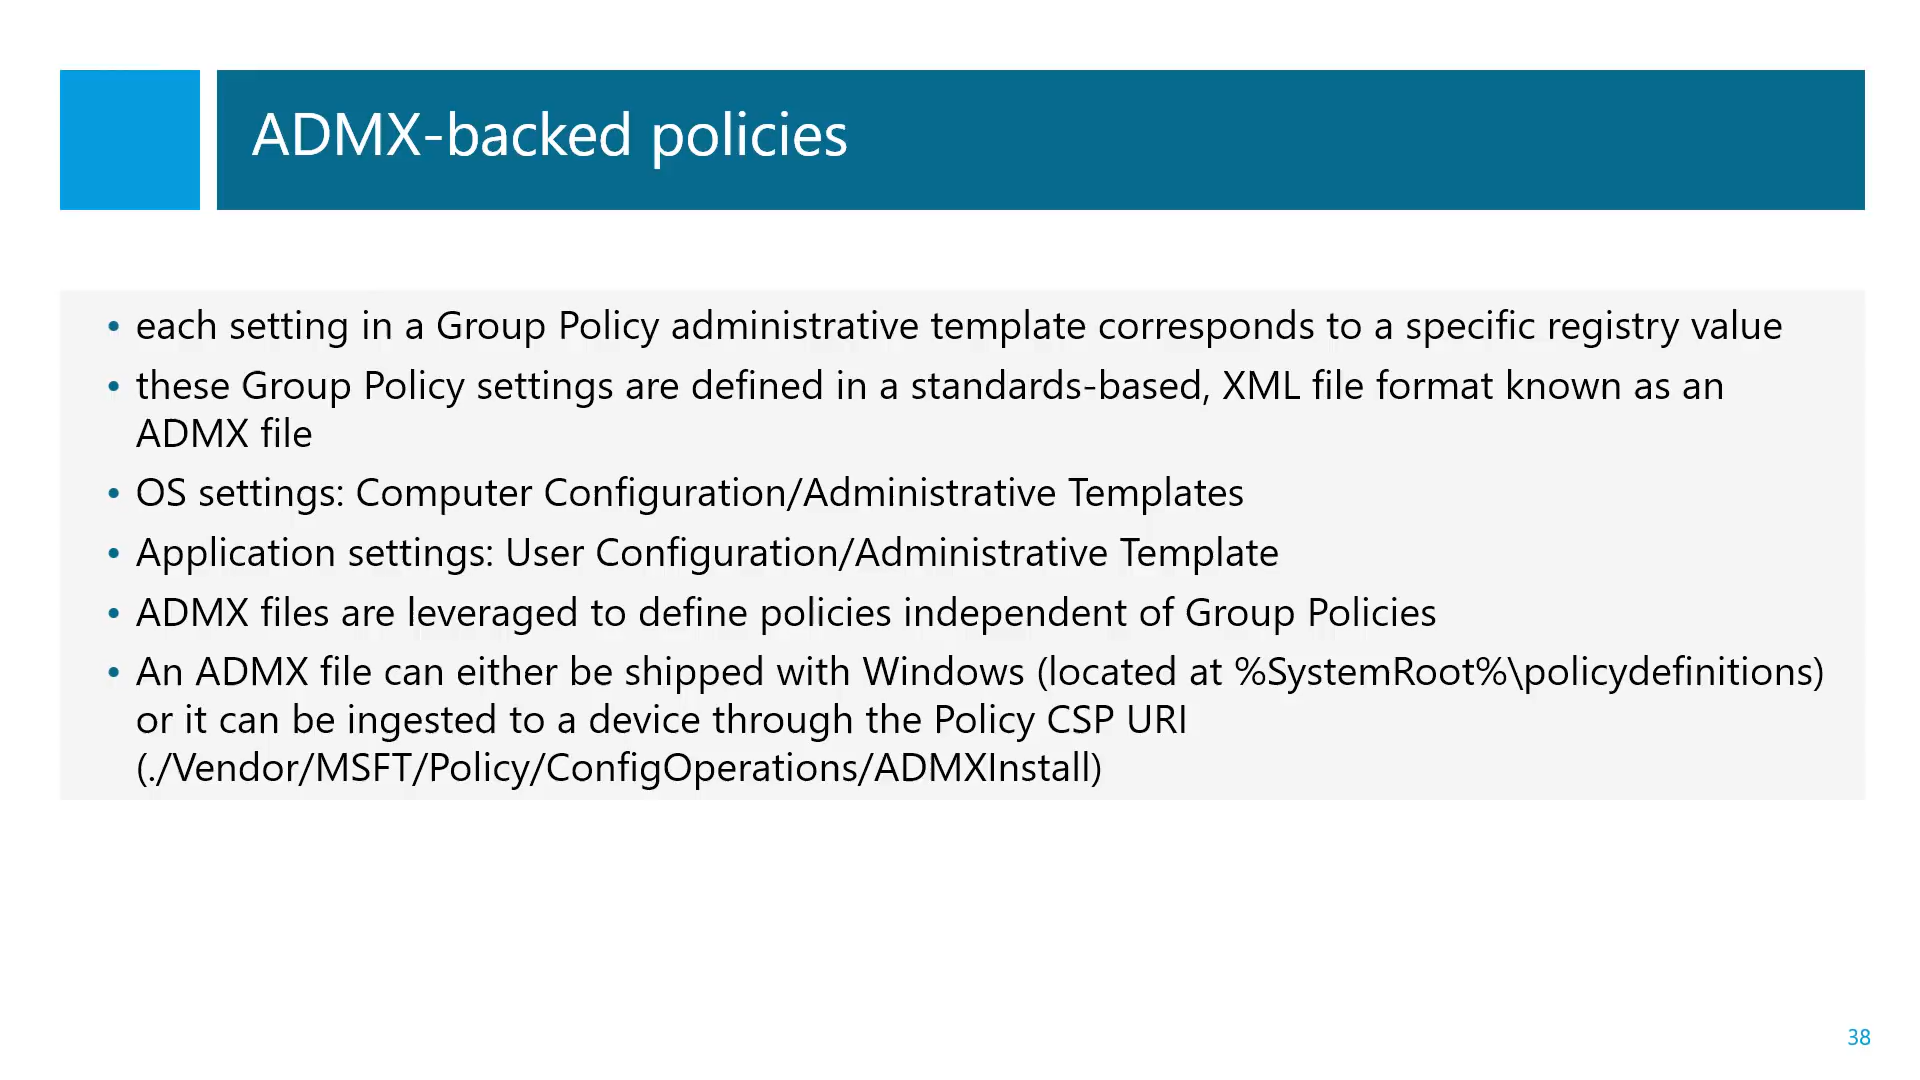 ADMX-backed policies
• each setting in a Group Policy administrative template corresponds to a specific registry value
• these Group Policy settings are defined in a standards-based, XML file format known as an
ADMX file
• OS settings: Computer Configuration/Administrative Templates
• Application settings: User Configuration/Administrative Template
• ADMX files are leveraged to define policies independent of Group Policies
• An ADMX file can either be shipped with Windows (located at %SystemRoot%\policydefinitions)
or it can be ingested to a device through the Policy CSP URI
(./Vendor/MSFT/Policy/ConfigOperations/ADMXInstall)
38